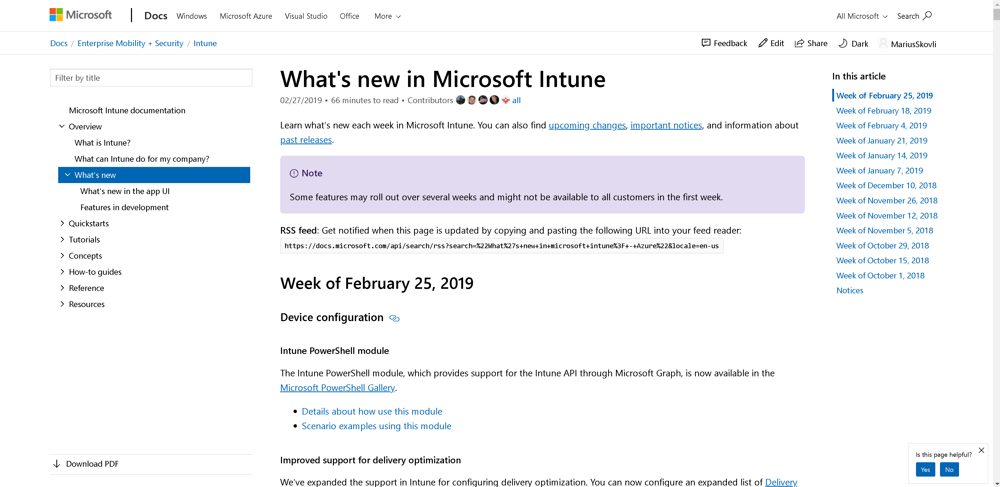 Microsoft | Docs Windows Microsoft Azure Visual Studio Office More All Microsoft Search
Docs / Enterprise Mobility + Security / Intune Feedback Edit Share Dark MariusSkovli
Filter by title
Microsoft Intune documentation
Overview
What is Intune?
What can Intune do for my company?
What's new
What's new in the app UI
Features in development
Quickstarts
Tutorials
Concepts
How-to guides
Reference
Resources
Download PDF
What's new in Microsoft Intune
02/27/2019 • 66 minutes to read • Contributors all
Learn what’s new each week in Microsoft Intune. You can also find upcoming changes, important notices, and information about
past releases.
Note
Some features may roll out over several weeks and might not be available to all customers in the first week.
RSS feed: Get notified when this page is updated by copying and pasting the following URL into your feed reader:
https://docs.microsoft.com/api/search/rss?search=%22What%27s+new+in+microsoft+intune%3F+-+Azure%22&locale=en-us
Week of February 25, 2019
Device configuration
Intune PowerShell module
The Intune PowerShell module, which provides support for the Intune API through Microsoft Graph, is now available in the
Microsoft PowerShell Gallery.
• Details about how use this module
• Scenario examples using this module
Improved support for delivery optimization
We've expanded the support in Intune for configuring delivery optimization. You can now configure an expanded list of Delivery
In this article
Week of February 25, 2019
Week of February 18, 2019
Week of February 4, 2019
Week of January 21, 2019
Week of January 14, 2019
Week of January 7, 2019
Week of December 10, 2018
Week of November 26, 2018
Week of November 12, 2018
Week of November 5, 2018
Week of October 29, 2018
Week of October 15, 2018
Week of October 1, 2018
Notices
Is this page helpful?
Yes No